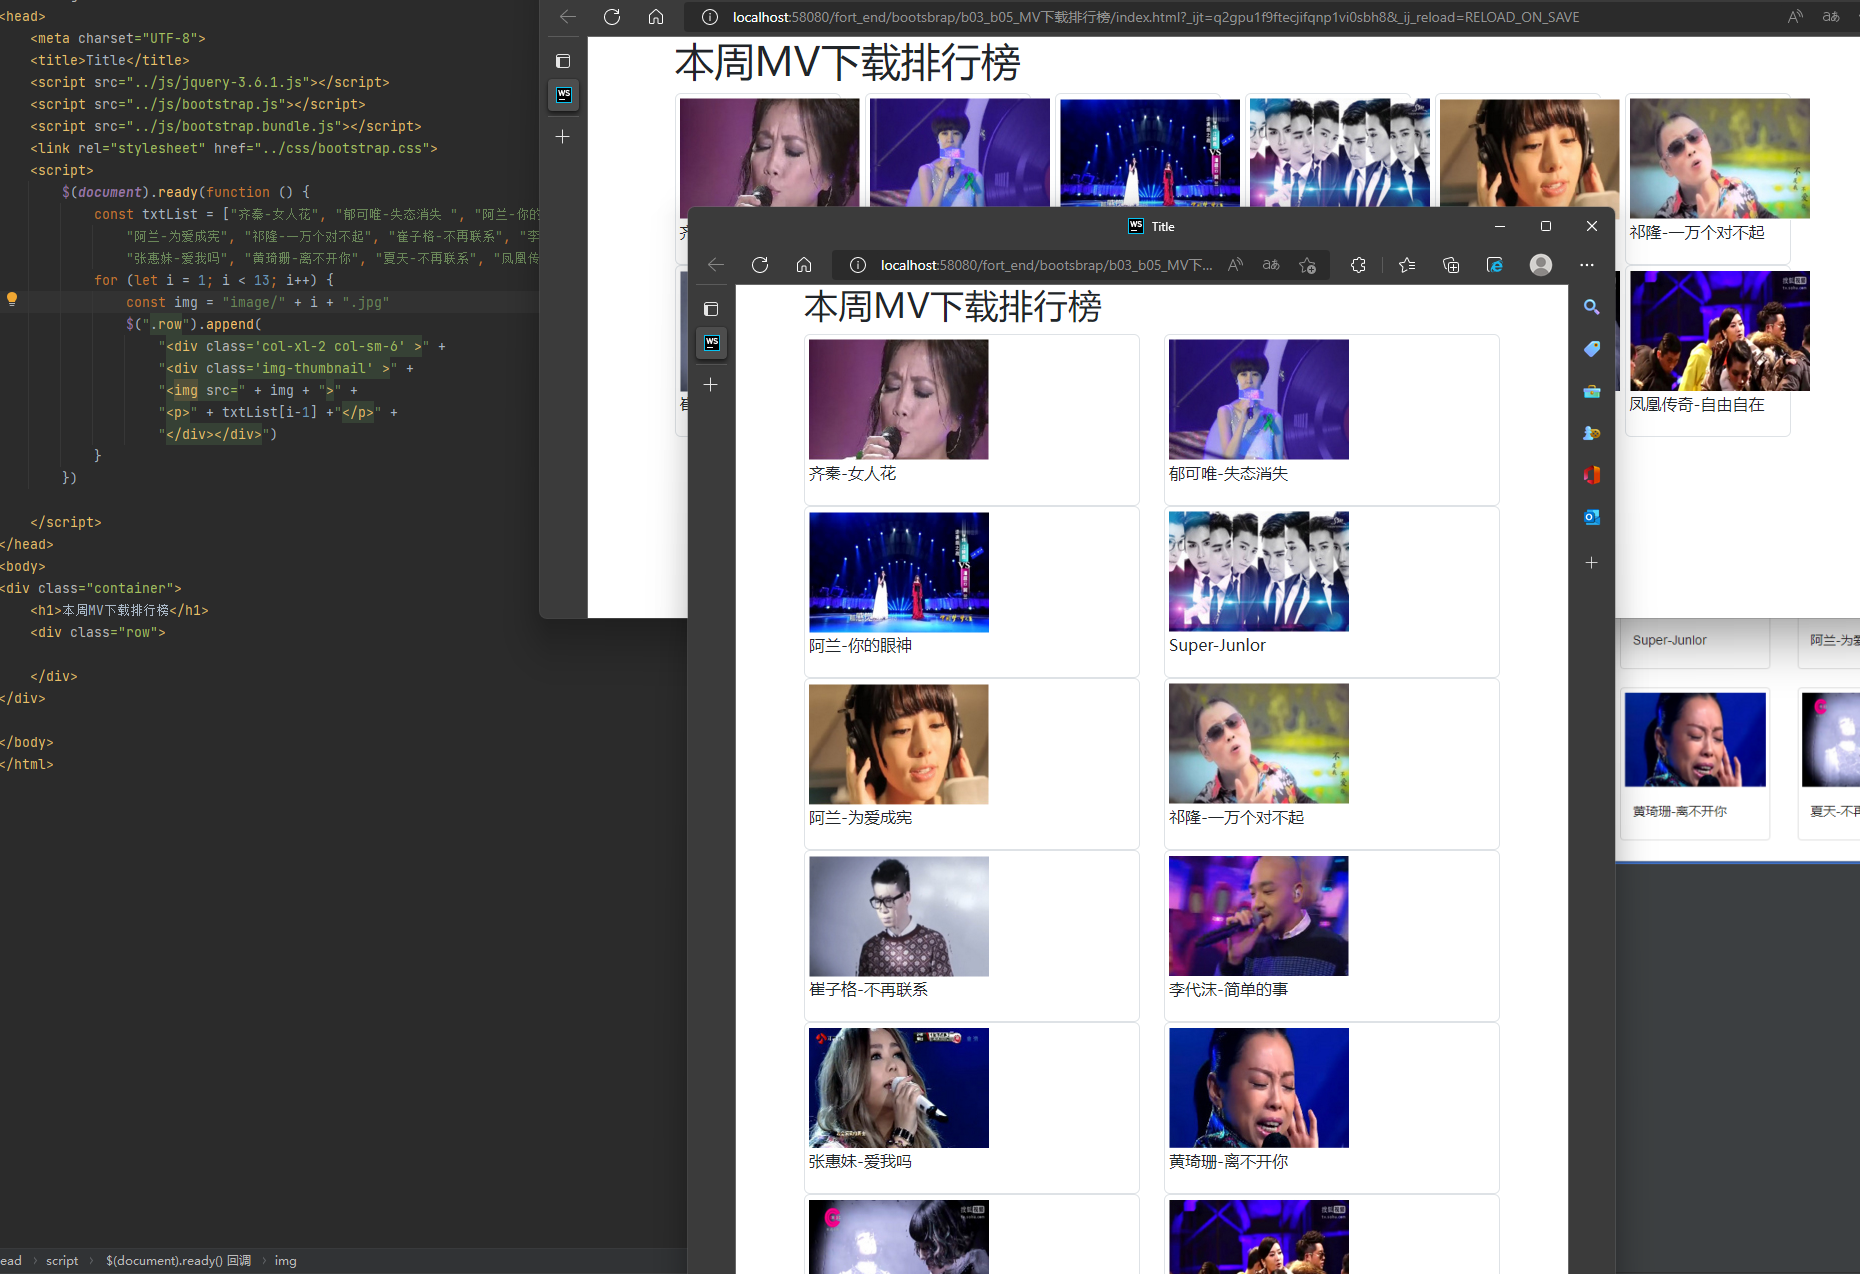 <head>
<meta charset="UTF-8">
<title>Title</title>
<script src="../js/jquery-3.6.1.js"></script>
<script src="../js/bootstrap.js"></script>
<script src="../js/bootstrap.bundle.js"></script>
<link rel="stylesheet" href="../css/bootstrap.css">
<script>
$(document).ready(function () {
const txtList = ["齐秦-女人花", "郁可唯-失态消失 ", "阿兰-你的
"阿兰-为爱成宪", "祁隆-一万个对不起", "崔子格-不再联系", "李
"张惠妹-爱我吗", "黄琦珊-离不开你", "夏天-不再联系", "凤凰传
for (let i = 1; i < 13; i++) {
const img = "image/" + i + ".jpg"
$(".row").append(
"<div class='col-xl-2 col-sm-6' >" +
"<div class='img-thumbnail' >" +
"<img src=" + img + ">" +
"<p>" + txtList[i-1] +"</p>" +
"</div></div>")
}
})
</script>
</head>
<body>
<div class="container">
<h1>本周MV下载排行榜</h1>
<div class="row">
</div>
</div>
</body>
</html>
ead > script > $(document).ready() 回调 > img
localhost:58080/fort_end/bootsbrap/b03_b05_MV下载排行榜/index.html?_ijt=q2gpu1f9ftecjifqnp1vi0sbh8&_ij_reload=RELOAD_ON_SAVE
本周MV下载排行榜
祁隆-一万个对不起
凤凰传奇-自由自在
WS Title
localhost:58080/fort_end/bootsbrap/b03_b05_MV下...
本周MV下载排行榜
齐秦-女人花
郁可唯-失态消失
阿兰-你的眼神
Super-Junlor
阿兰-为爱成宪
祁隆-一万个对不起
崔子格-不再联系
李代沫-简单的事
张惠妹-爱我吗
黄琦珊-离不开你
Super-Junlor
阿兰-为爱
黄琦珊-离不开你
夏天-不再